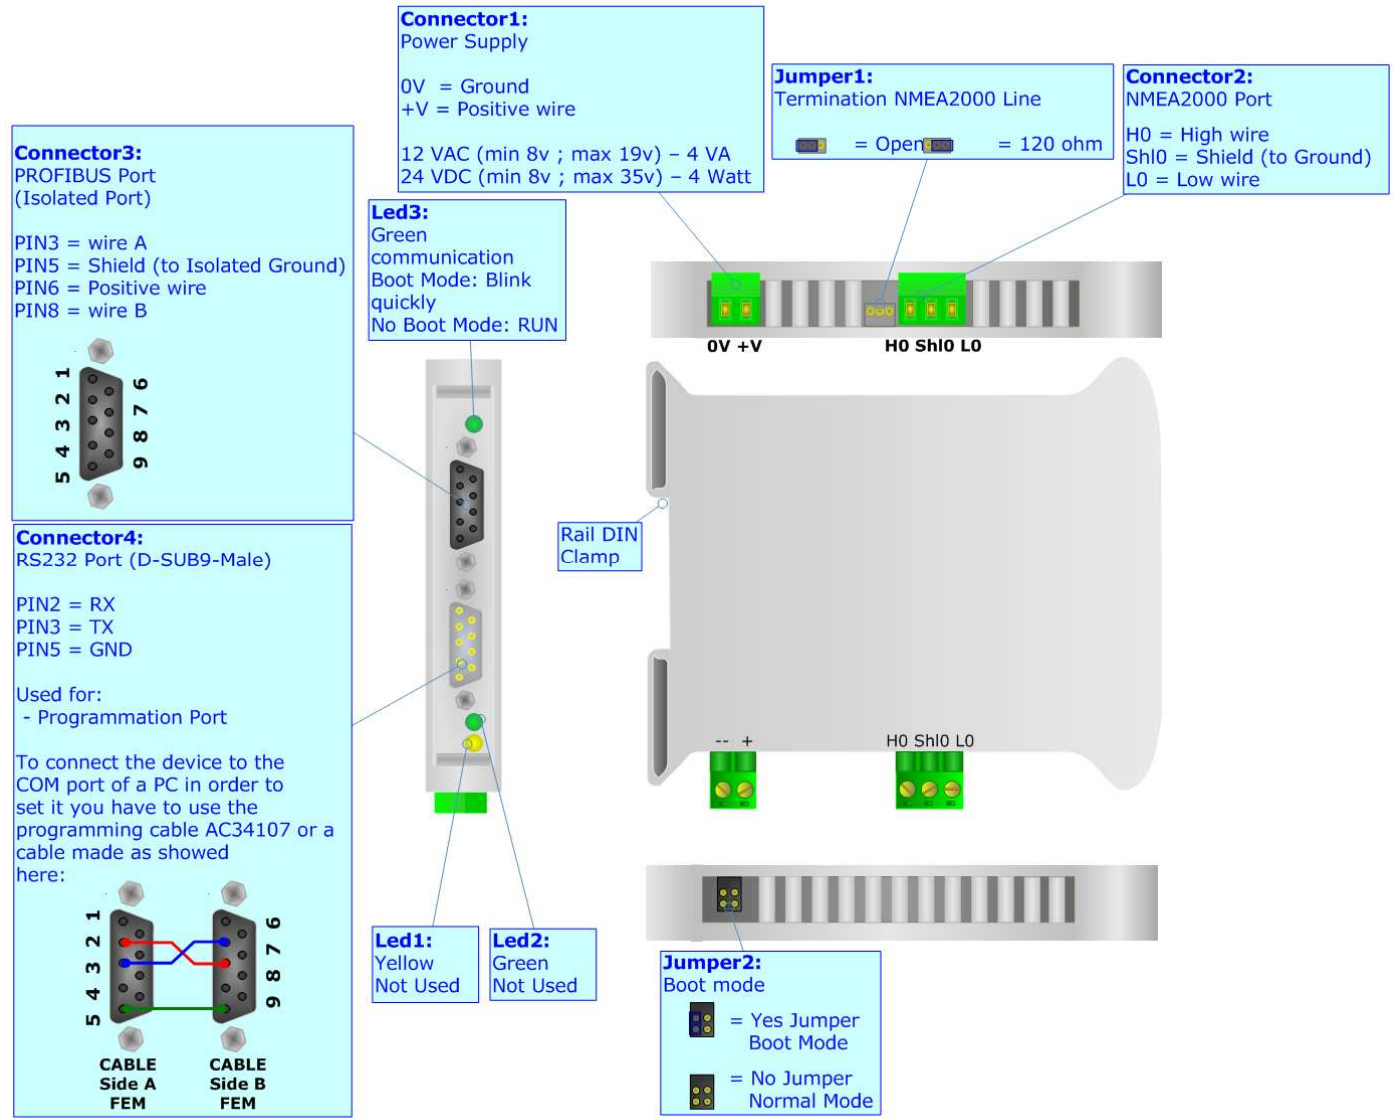 Connector1:
Power Supply
0V = Ground
+V = Positive wire
12 VAC (min 8v ; max 19v) – 4 VA
24 VDC (min 8v ; max 35v) – 4 Watt
Jumper1:
Termination NMEA2000 Line
= Open
= 120 ohm
Connector2:
NMEA2000 Port
H0 = High wire
Shl0 = Shield (to Ground)
L0 = Low wire
Connector3:
PROFIBUS Port
(Isolated Port)
PIN3 = wire A
PIN5 = Shield (to Isolated Ground)
PIN6 = Positive wire
PIN8 = wire B
1
2
3
4
5
6
7
8
9
Led3:
Green
communication
Boot Mode: Blink
quickly
No Boot Mode: RUN
0V +V
H0 Shl0 L0
Rail DIN
Clamp
Connector4:
RS232 Port (D-SUB9-Male)
PIN2 = RX
PIN3 = TX
PIN5 = GND
Used for:
- Programmation Port
To connect the device to the
COM port of a PC in order to
set it you have to use the
programming cable AC34107 or a
cable made as showed
here:
1
2
3
4
5
6
7
8
9
CABLE
Side A
FEM
CABLE
Side B
FEM
-- +
H0 Shl0 L0
Led1:
Yellow
Not Used
Led2:
Green
Not Used
Jumper2:
Boot mode
= Yes Jumper
Boot Mode
= No Jumper
Normal Mode